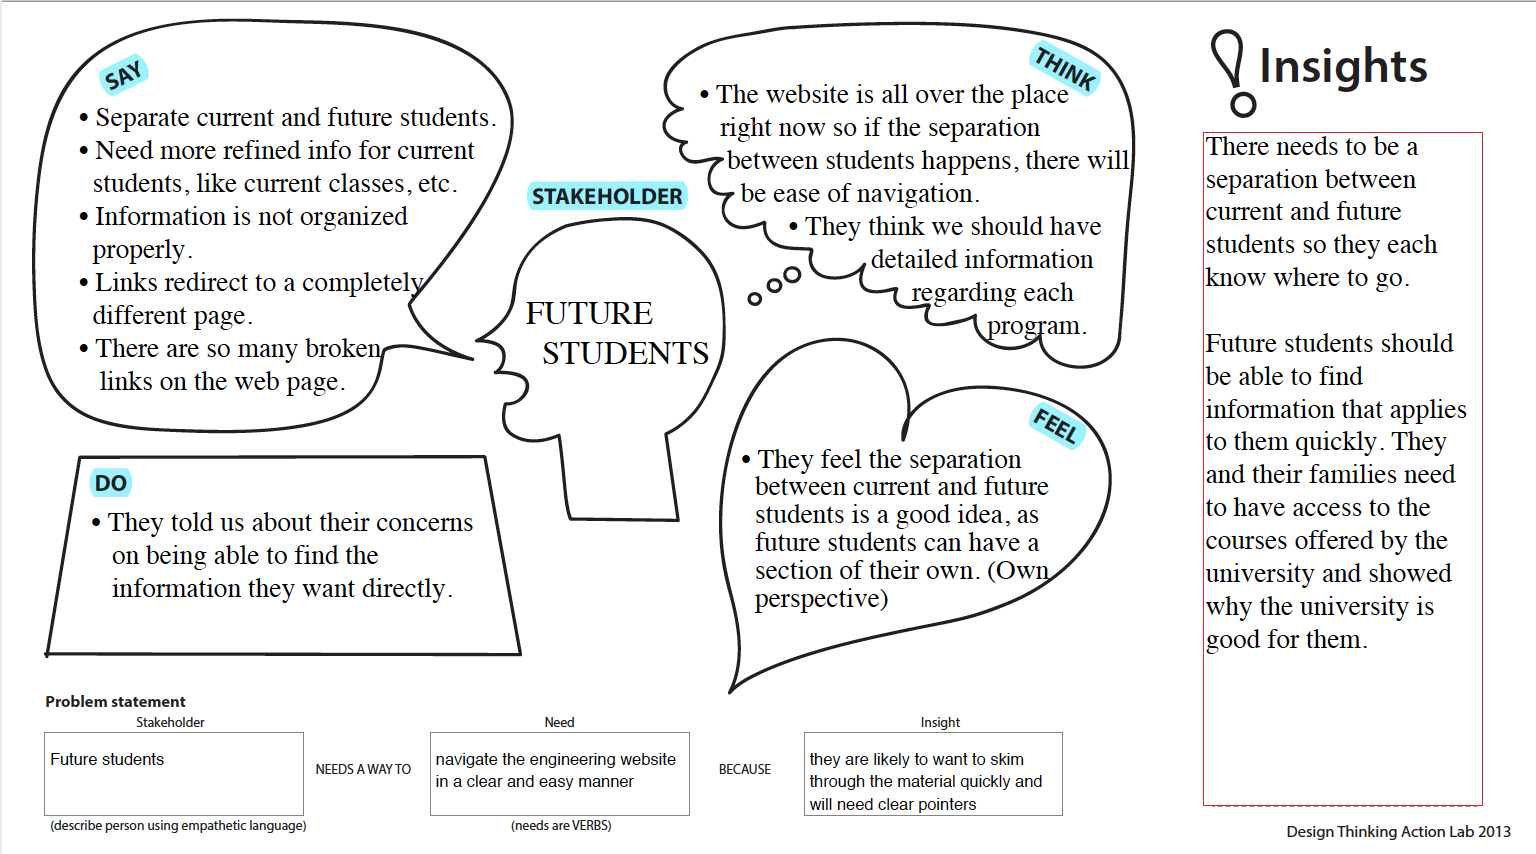 SAY
• Separate current and future students.
• Need more refined info for current
students, like current classes, etc.
• Information is not organized
properly.
• Links redirect to a completely
different page.
• There are so many broken
links on the web page.
THINK
• The website is all over the place
right now so if the separation
between students happens, there will
be ease of navigation.
• They think we should have
detailed information
regarding each
program.
STAKEHOLDER
FUTURE
STUDENTS
DO
• They told us about their concerns
on being able to find the
information they want directly.
FEEL
• They feel the separation
between current and future
students is a good idea, as
future students can have a
section of their own. (Own
perspective)
Insights
There needs to be a
separation between
current and future
students so they each
know where to go.
Future students should
be able to find
information that applies
to them quickly. They
and their families need
to have access to the
courses offered by the
university and showed
why the university is
good for them.
Problem statement
Stakeholder
Future students
(describe person using empathetic language)
NEEDS A WAY TO
Need
navigate the engineering website
in a clear and easy manner
(needs are VERBS)
BECAUSE
Insight
they are likely to want to skim
through the material quickly and
will need clear pointers
Design Thinking Action Lab 2013